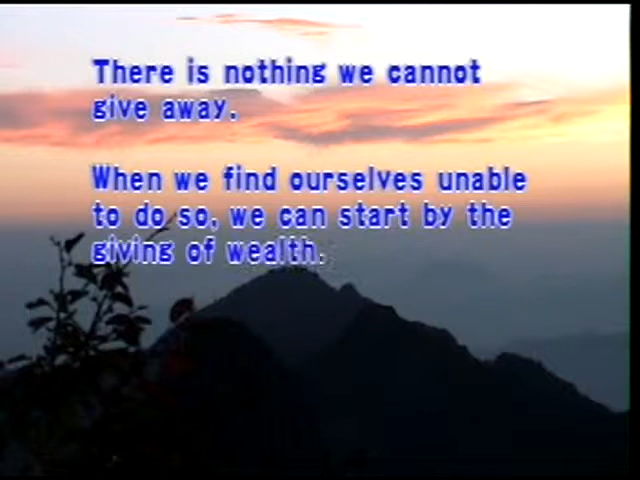 There is nothing we cannot
give away.
When we find ourselves unable
to do so, we can start by the
giving of wealth.